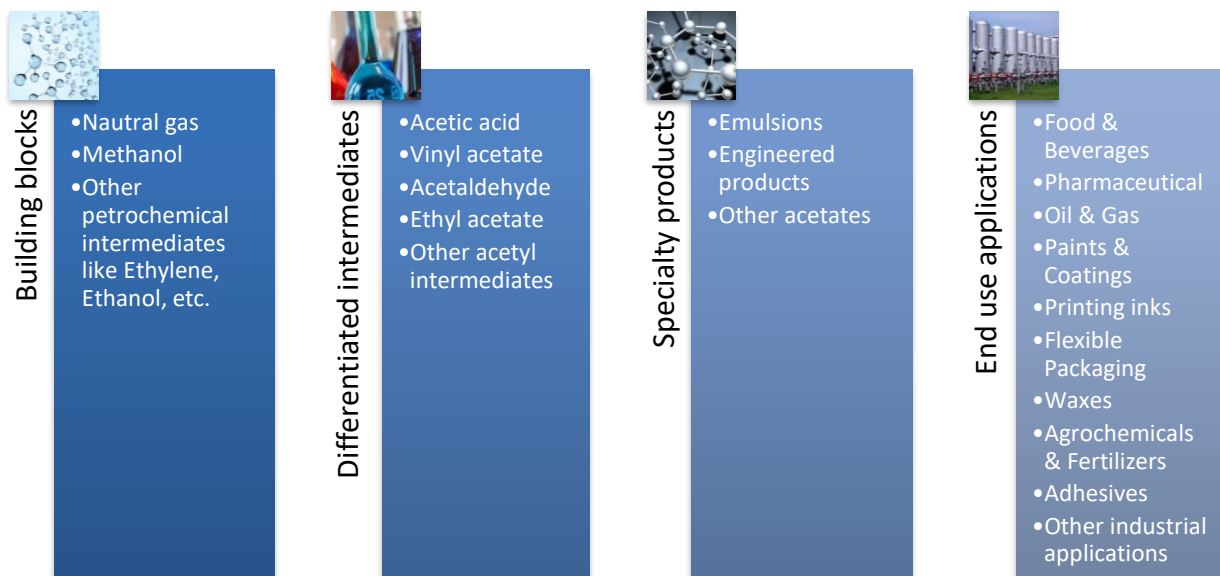 Building blocks
•Nautral gas
•Methanol
•Other
petrochemical
intermediates
like Ethylene,
Ethanol, etc.
Differentiated intermediates
•Acetic acid
•Vinyl acetate
•Acetaldehyde
•Ethyl acetate
•Other acetyl
intermediates
Specialty products
•Emulsions
•Engineered
products
•Other acetates
End use applications
•Food &
Beverages
•Pharmaceutical
•Oil & Gas
•Paints &
Coatings
•Printing inks
•Flexible
Packaging
•Waxes
•Agrochemicals
& Fertilizers
•Adhesives
•Other industrial
applications